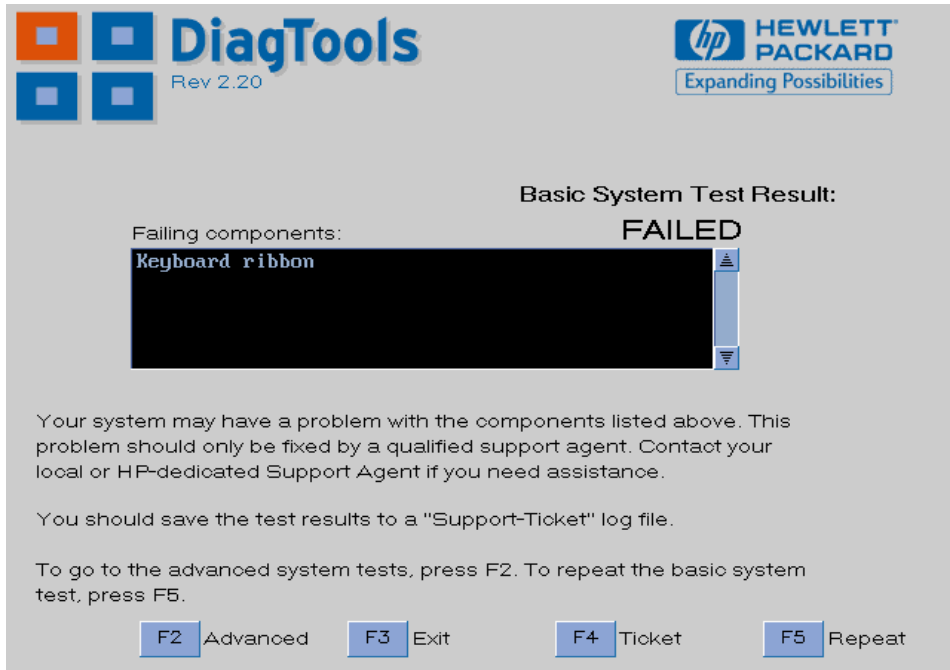 DiagTools
Rev 2.20
hp HEWLETT
PACKARD
Expanding Possibilities
Basic System Test Result:
FAILED
Failing components:
Keyboard ribbon
Your system may have a problem with the components listed above. This
problem should only be fixed by a qualified support agent. Contact your
local or HP-dedicated Support Agent if you need assistance.
You should save the test results to a "Support-Ticket" log file.
To go to the advanced system tests, press F2. To repeat the basic system
test, press F5.
F2 Advanced F3 Exit F4 Ticket F5 Repeat